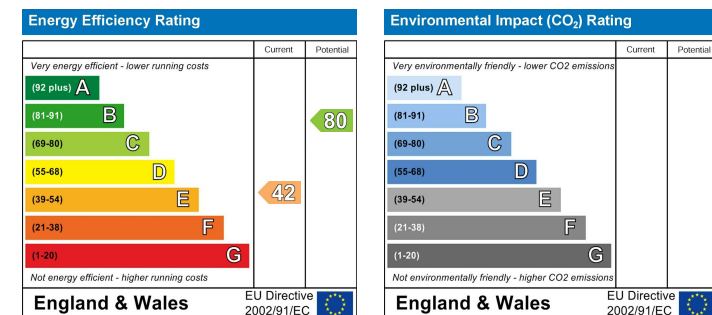 Energy Efficiency Rating
Current Potential
Very energy efficient - lower running costs
(92 plus) A
(81-91) B
80
(69-80) C
(55-68) D
(39-54) E
42
(21-38) F
(1-20) G
Not energy efficient - higher running costs
England & Wales
EU Directive
2002/91/EC
Environmental Impact (CO₂) Rating
Current Potential
Very environmentally friendly - lower CO2 emissions
(92 plus) A
(81-91) B
(69-80) C
(55-68) D
(39-54) E
(21-38) F
(1-20) G
Not environmentally friendly - higher CO2 emissions
England & Wales
EU Directive
2002/91/EC